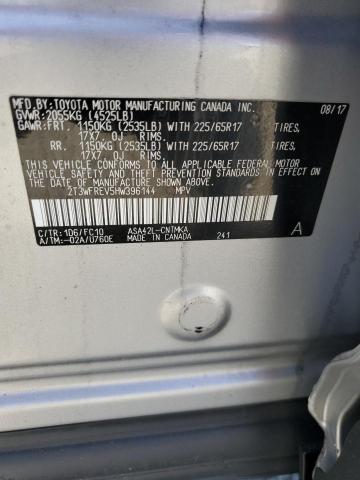 MFD.BY:TOYOTA MOTOR MANUFACTURING CANADA INC. 08/17
GVWR:2055KG (4525LB)
GAWR:FRT. 1150KG (2535LB) WITH 225/65R17 TIRES,
17X7. 0J RIMS.
RR. 1150KG (2535LB) WITH 225/65R17 TIRES,
17X7. 0J RIMS.
THIS VEHICLE CONFORMS TO ALL APPLICABLE FEDERAL MOTOR
VEHICLE SAFETY AND THEFT PREVENTION STANDARDS IN EFFECT ON
THE DATE OF MANUFACTURE SHOWN ABOVE.
2T3WFREV5HW396144 MPV
C/TR:1D6/FC10 ASA42L-CNTMKA
A/TM:-02A/U760E MADE IN CANADA 241 A